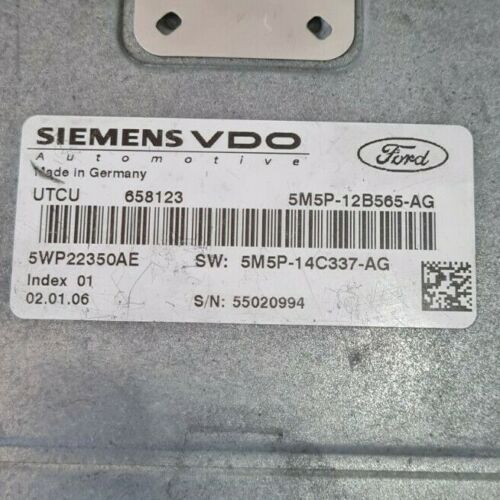 SIEMENS VDO
Automotive
Ford
Made in Germany
UTCU 658123 5M5P-12B565-AG
5WP22350AE SW: 5M5P-14C337-AG
Index 01
02.01.06 S/N: 55020994